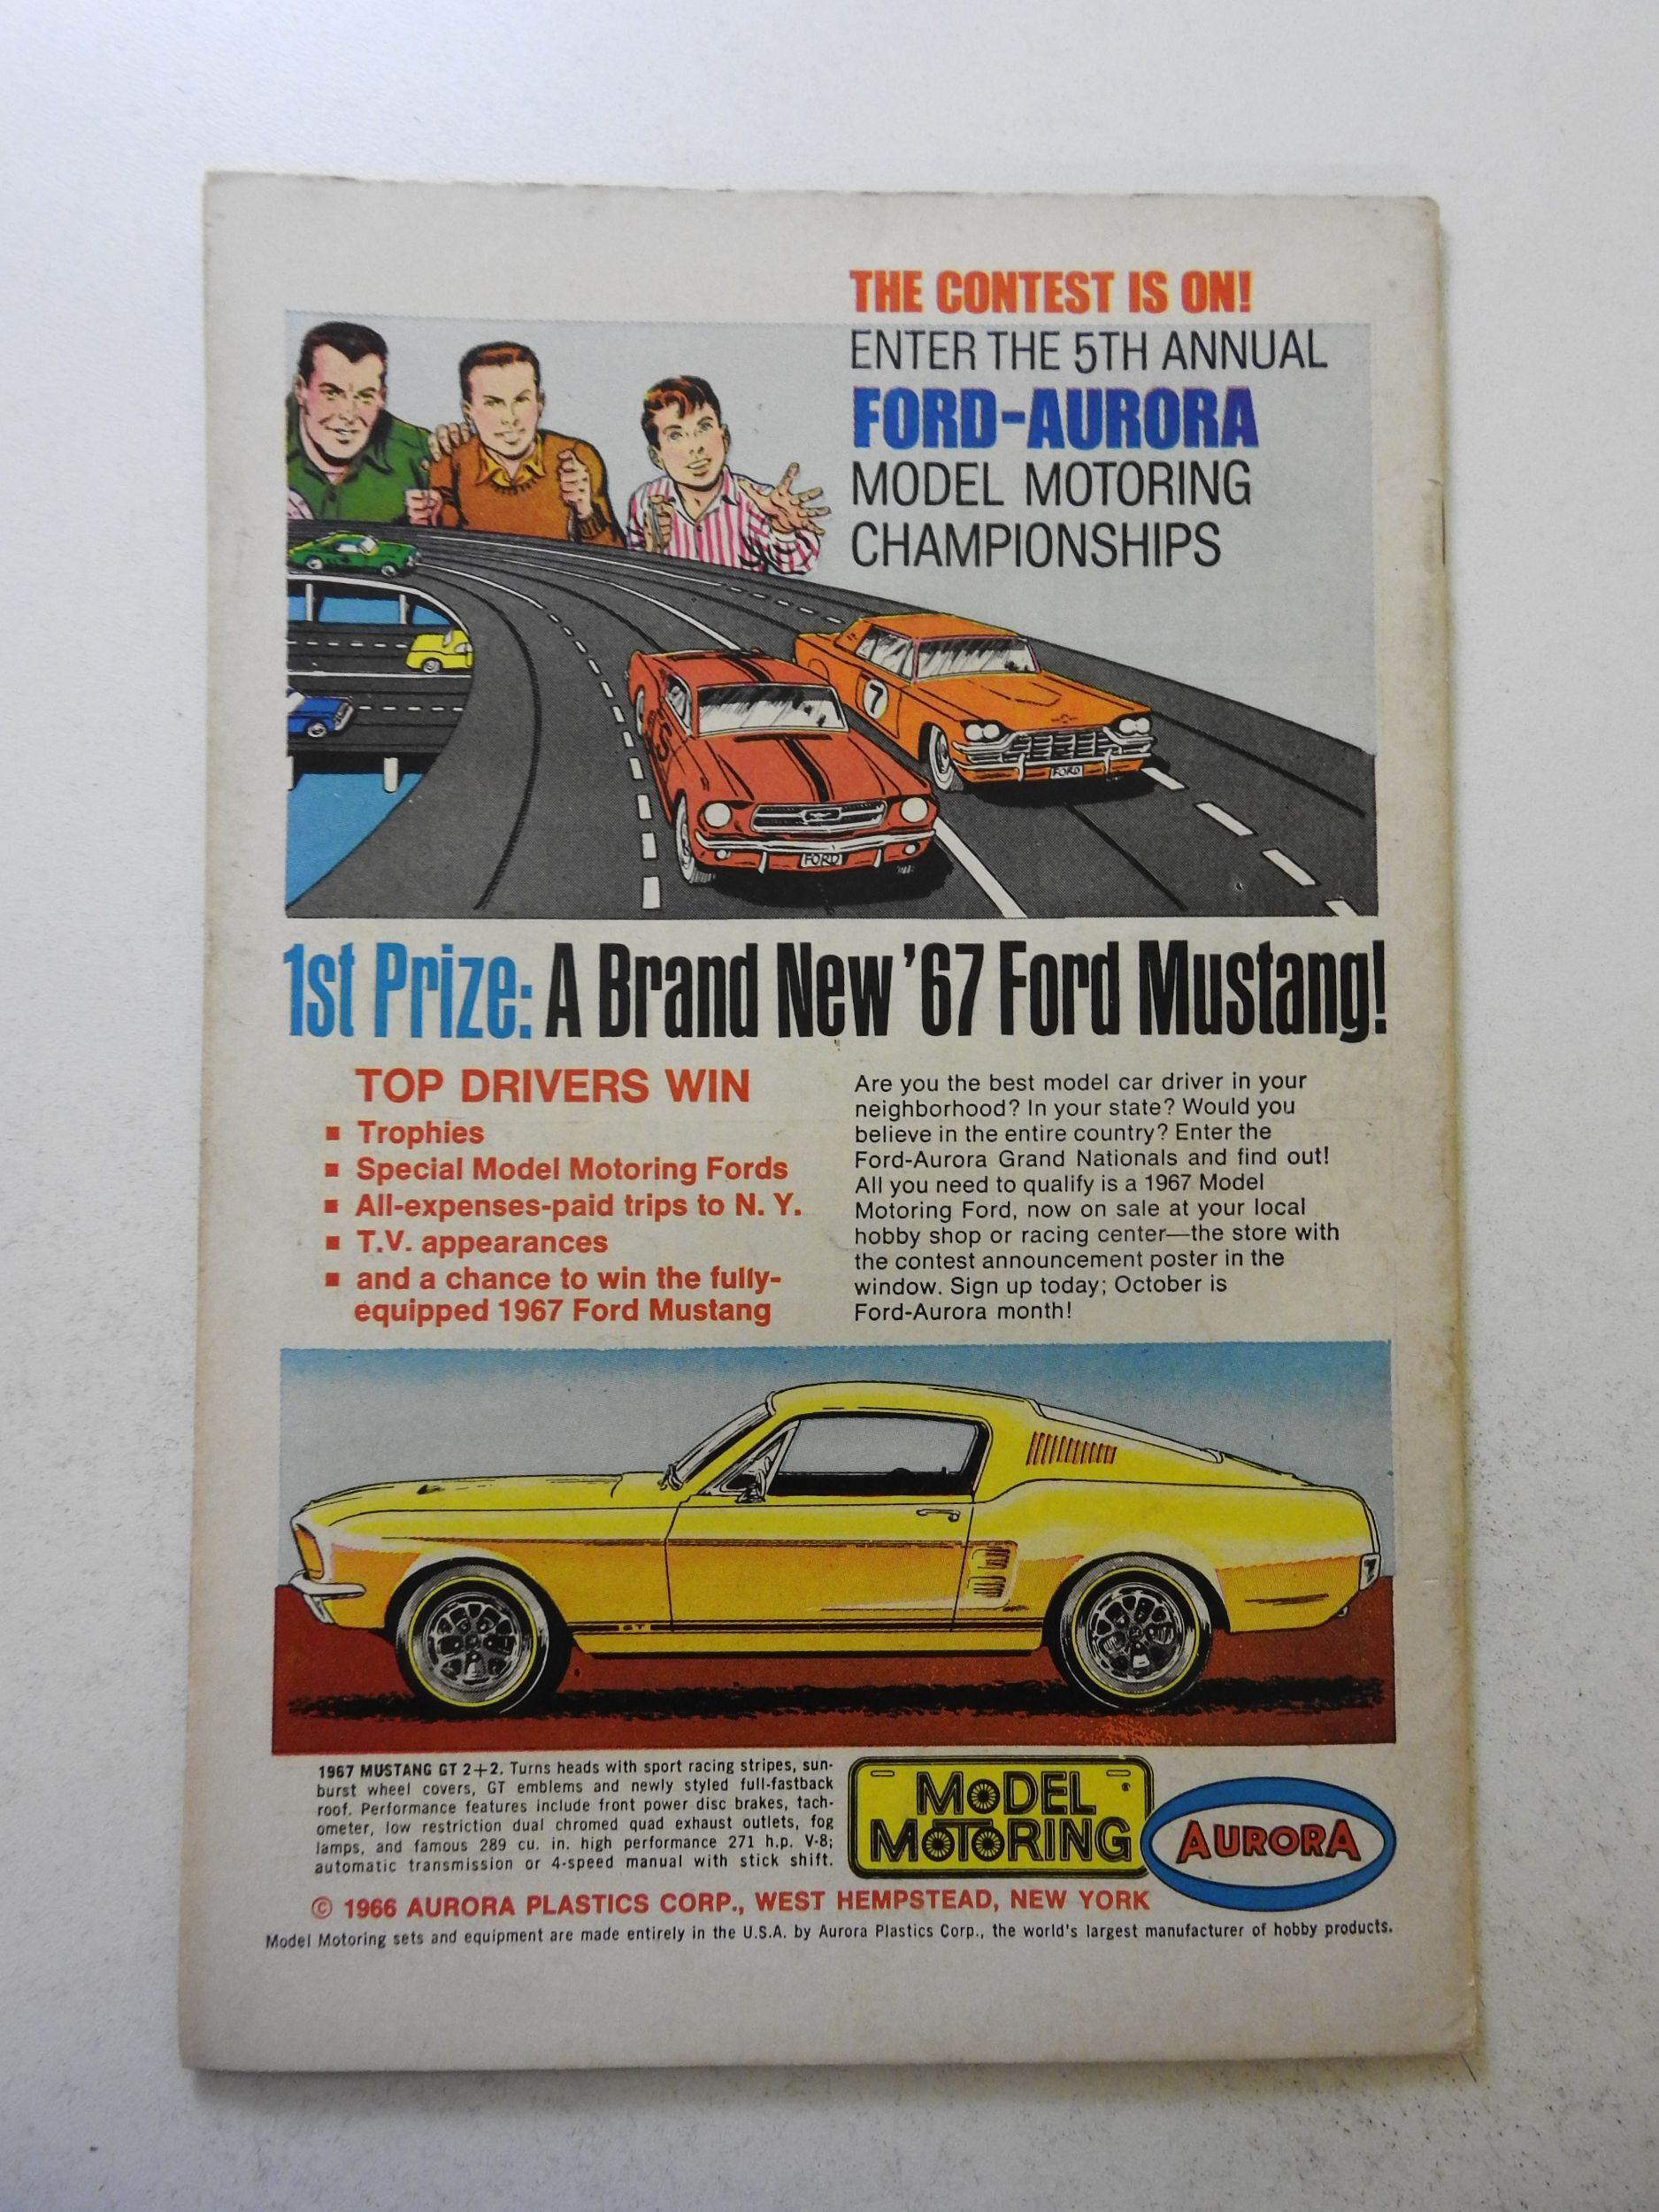 THE CONTEST IS ON!
ENTER THE 5TH ANNUAL
FORD-AURORA
MODEL MOTORING
CHAMPIONSHIPS
7
FORD
FORD
1st Prize: A Brand New '67 Ford Mustang!
TOP DRIVERS WIN
▪ Trophies
▪ Special Model Motoring Fords
▪ All-expenses-paid trips to N. Y.
▪ T.V. appearances
▪ and a chance to win the fully-
equipped 1967 Ford Mustang
Are you the best model car driver in your
neighborhood? In your state? Would you
believe in the entire country? Enter the
Ford-Aurora Grand Nationals and find out!
All you need to qualify is a 1967 Model
Motoring Ford, now on sale at your local
hobby shop or racing center—the store with
the contest announcement poster in the
window. Sign up today; October is
Ford-Aurora month!
GT
1967 MUSTANG GT 2+2. Turns heads with sport racing stripes, sun-
burst wheel covers, GT emblems and newly styled full-fastback
roof. Performance features include front power disc brakes, tach-
ometer, low restriction dual chromed quad exhaust outlets, fog
lamps, and famous 289 cu. in. high performance 271 h.p. V-8;
automatic transmission or 4-speed manual with stick shift.
MODEL
MOTORING
AURORA
© 1966 AURORA PLASTICS CORP., WEST HEMPSTEAD, NEW YORK
Model Motoring sets and equipment are made entirely in the U.S.A. by Aurora Plastics Corp., the world's largest manufacturer of hobby products.